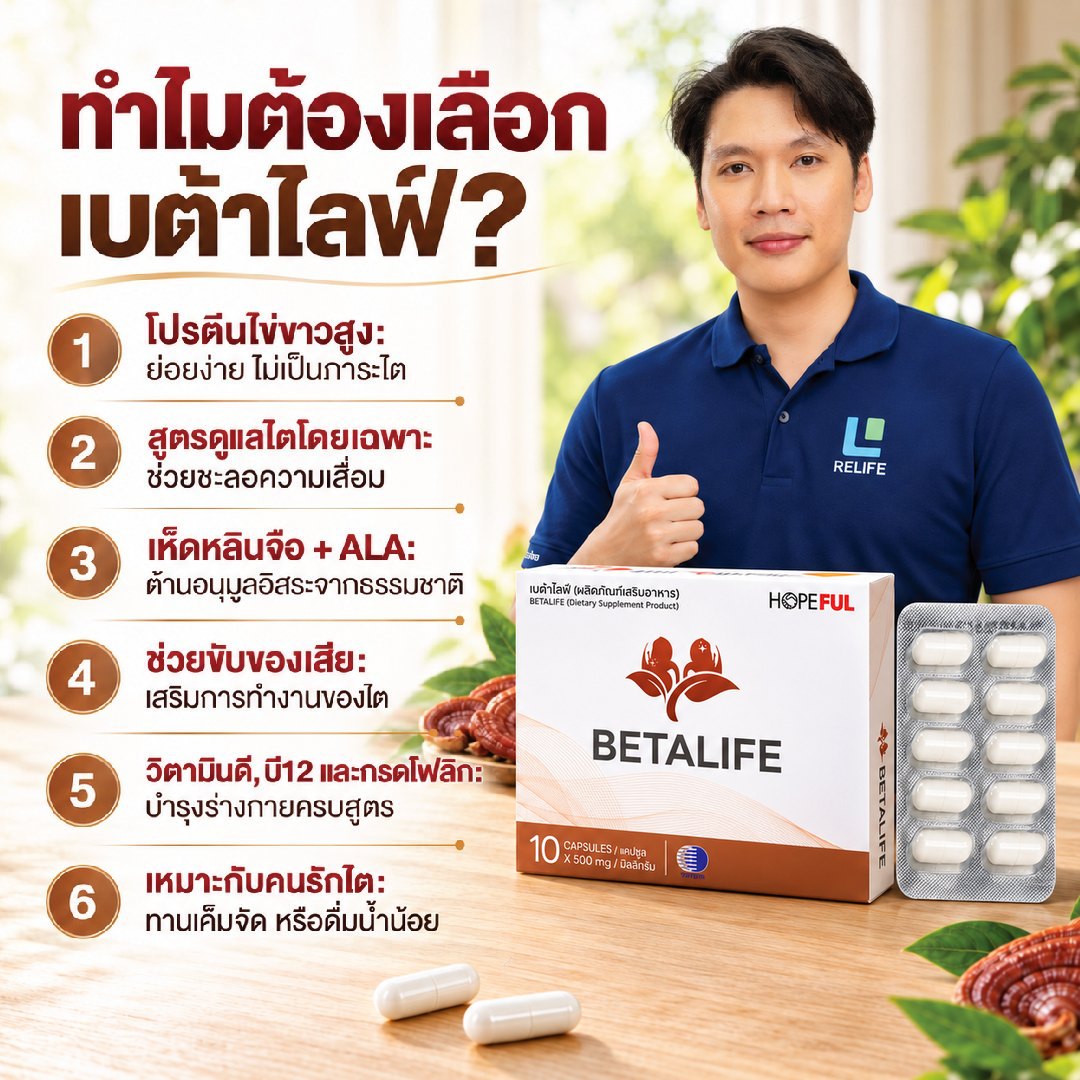 ทำไมต้องเลือก
เบต้าไลฟ์?
1
โปรตีนไข่ขาวสูง:
ย่อยง่าย ไม่เป็นภาระไต
2
สูตรดูแลไตโดยเฉพาะ
ช่วยชะลอความเสื่อม
3
เห็ดหลินจือ + ALA:
ต้านอนุมูลอิสระจากธรรมชาติ
4
ช่วยขับของเสีย:
เสริมการทำงานของไต
5
วิตามินดี, บี12 และกรดโฟลิก:
บำรุงร่างกายครบสูตร
6
เหมาะกับคนรักไต:
ทานเค็มจัด หรือดื่มน้ำน้อย
RELIFE
เบต้าไลฟ์ (ผลิตภัณฑ์เสริมอาหาร)
BETALIFE (Dietary Supplement Product)
HOPEFUL
BETALIFE
10 CAPSULES / แคปซูล
X 500 mg / มิลลิกรัม
BETALIFE